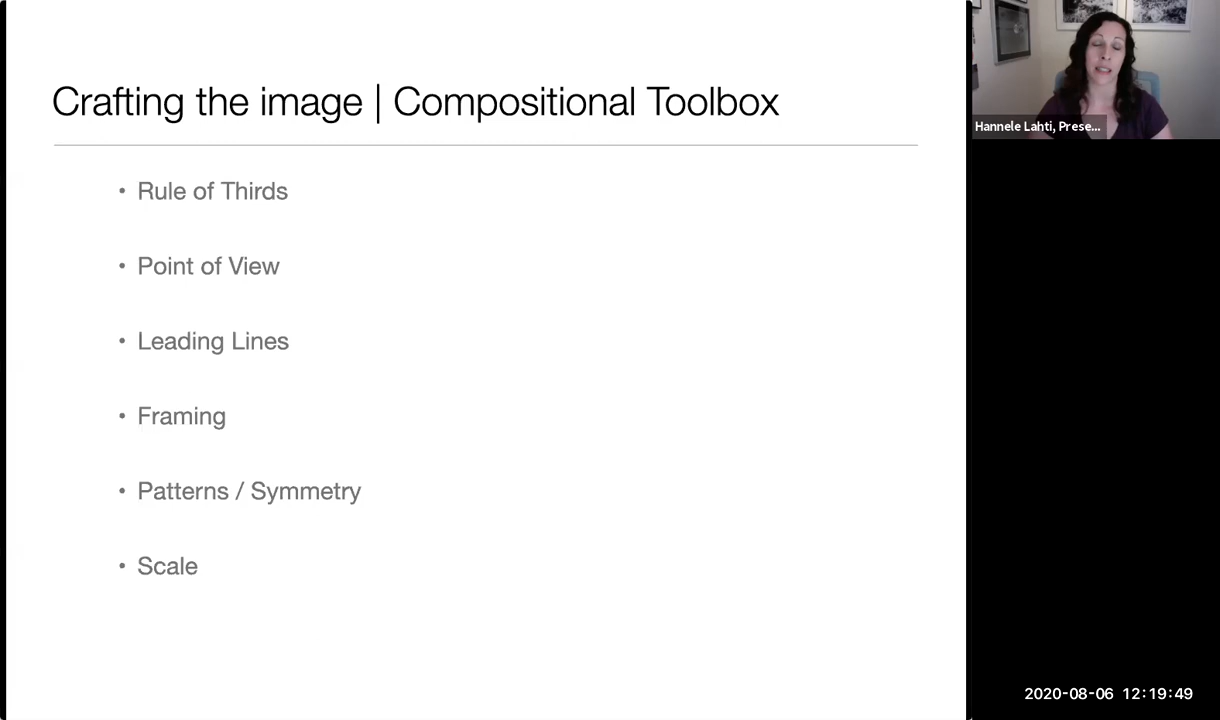 Crafting the image | Compositional Toolbox
• Rule of Thirds
• Point of View
• Leading Lines
• Framing
• Patterns / Symmetry
• Scale
Hannele Lahti, Prese...
2020-08-06 12:19:49